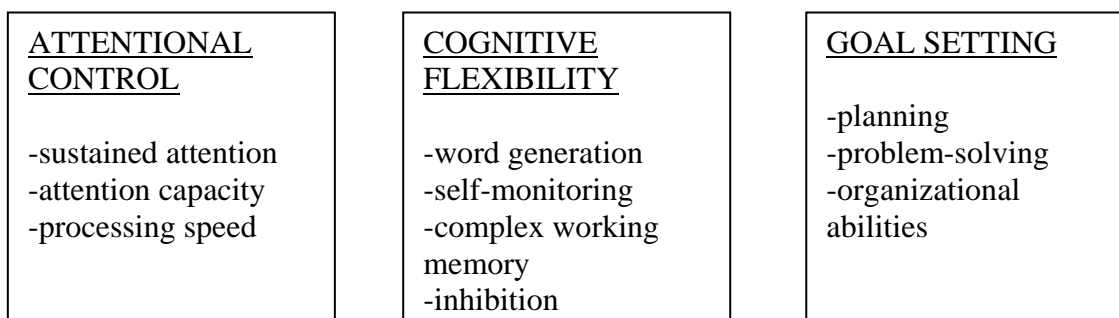 ATTENTIONAL
CONTROL
-sustained attention
-attention capacity
-processing speed
COGNITIVE
FLEXIBILITY
-word generation
-self-monitoring
-complex working
memory
-inhibition
GOAL SETTING
-planning
-problem-solving
-organizational
abilities